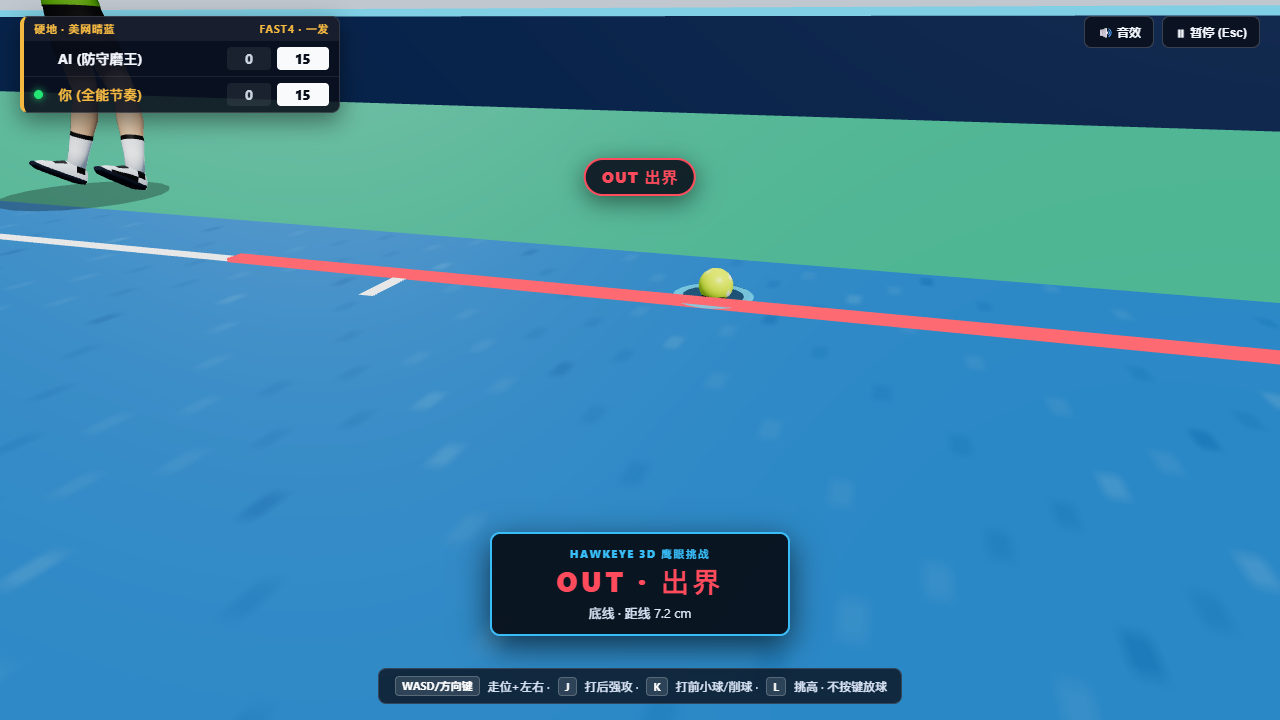 硬地 · 美网晴蓝 FAST4 · 一发
AI (防守磨王) 0 15
你 (全能节奏) 0 15
音效
暂停 (Esc)
OUT 出界
HAWKEYE 3D 鹰眼挑战
OUT · 出界
底线 · 距线 7.2 cm
WASD/方向键 走位+左右 · J 打后强攻 · K 打前小球/削球 · L 挑高 · 不按键放球